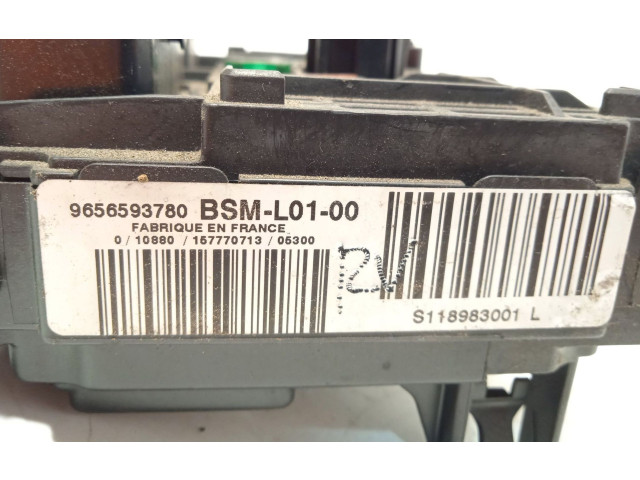 9656593780 BSM-L01-00
FABRIQUE EN FRANCE
0 / 10880 / 157770713 / 05300
S118983001 L